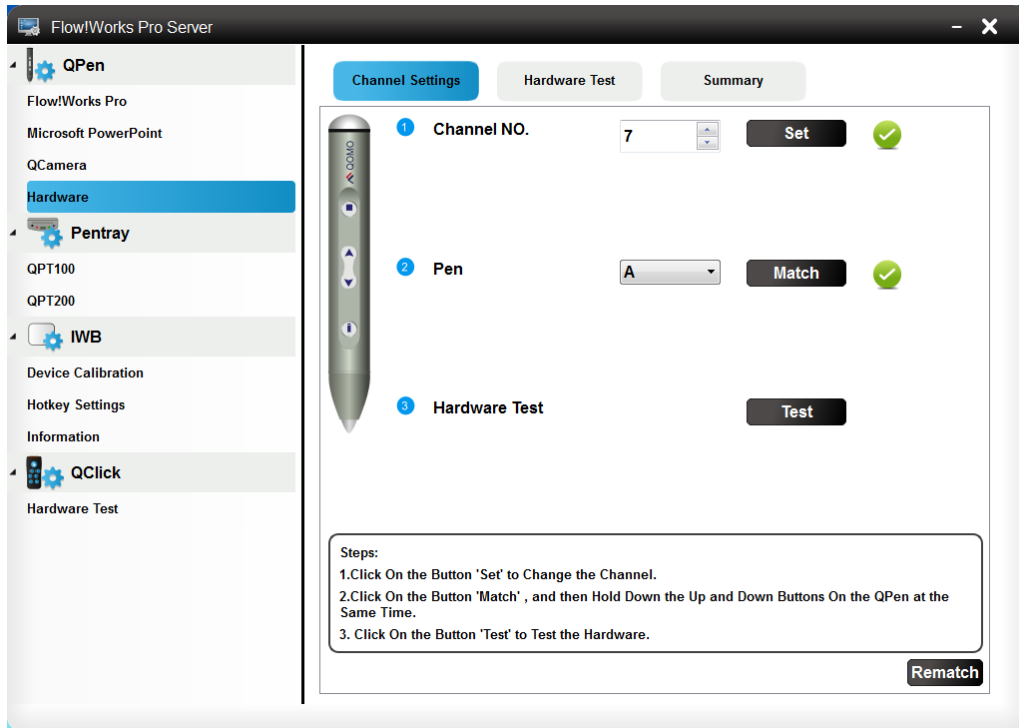 Flow!Works Pro Server
QPen
Flow!Works Pro
Microsoft PowerPoint
QCamera
Hardware
Pentray
QPT100
QPT200
IWB
Device Calibration
Hotkey Settings
Information
QClick
Hardware Test
Channel Settings
Hardware Test
Summary
QOMO
1 Channel NO. 7 Set
2 Pen A Match
3 Hardware Test Test
Steps:
1.Click On the Button 'Set' to Change the Channel.
2.Click On the Button 'Match' , and then Hold Down the Up and Down Buttons On the QPen at the
Same Time.
3. Click On the Button 'Test' to Test the Hardware.
Rematch